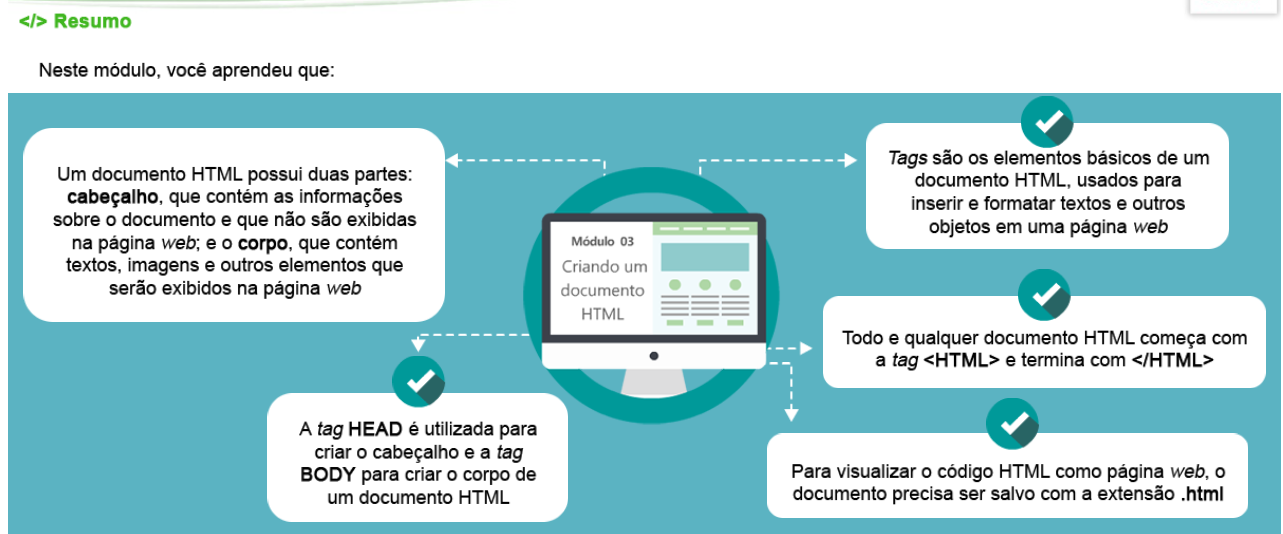 </> Resumo
Neste módulo, você aprendeu que:
Um documento HTML possui duas partes:
cabeçalho, que contém as informações
sobre o documento e que não são exibidas
na página web; e o corpo, que contém
textos, imagens e outros elementos que
serão exibidos na página web
Tags são os elementos básicos de um
documento HTML, usados para
inserir e formatar textos e outros
objetos em uma página web
Módulo 03
Criando um
documento
HTML
Todo e qualquer documento HTML começa com
a tag <HTML> e termina com </HTML>
A tag HEAD é utilizada para
criar o cabeçalho e a tag
BODY para criar o corpo de
um documento HTML
Para visualizar o código HTML como página web, o
documento precisa ser salvo com a extensão .html